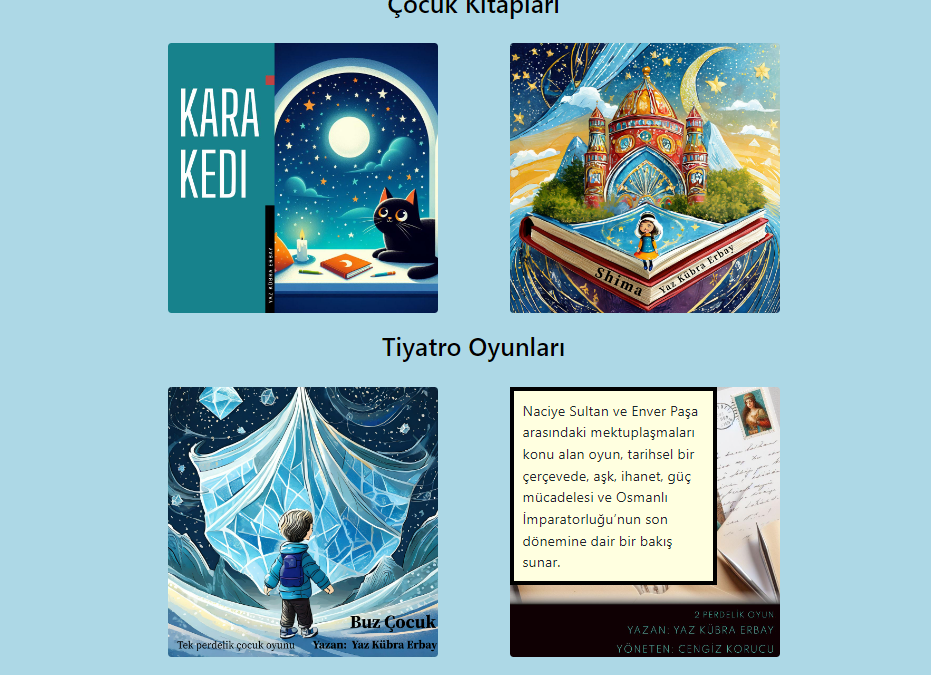 Çocuk Kitapları
KARA
KEDI
YAZ KÜBRA ERBAY
Shima
Yaz Kübra Erbay
Tiyatro Oyunları
Buz Çocuk
Tek perdelik çocuk oyunu
Yazan: Yaz Kübra Erbay
Naciye Sultan ve Enver Paşa
arasındaki mektuplaşmaları
konu alan oyun, tarihsel bir
çerçevede, aşk, ihanet, güç
mücadelesi ve Osmanlı
İmparatorluğu’nun son
dönemine dair bir bakış
sunar.
2 PERDELİK OYUN
YAZAN: YAZ KÜBRA ERBAY
YÖNETEN: CENGİZ KORUCU